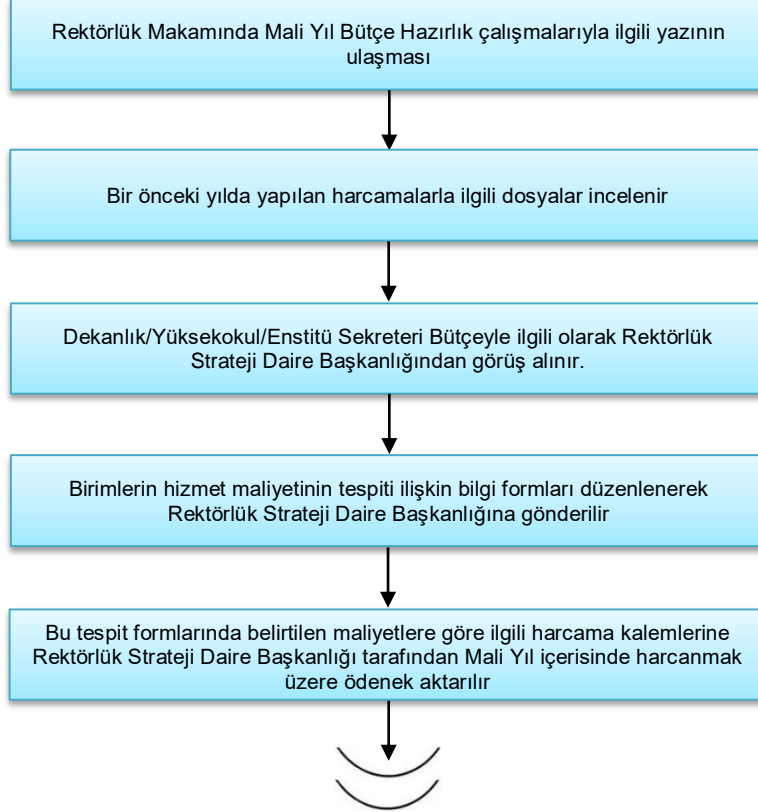 Rektörlük Makamında Mali Yıl Bütçe Hazırlık çalışmalarıyla ilgili yazının
ulaşması
Bir önceki yılda yapılan harcamalarla ilgili dosyalar incelenir
Dekanlık/Yüksekokul/Enstitü Sekreteri Bütçeyle ilgili olarak Rektörlük
Strateji Daire Başkanlığından görüş alınır.
Birimlerin hizmet maliyetinin tespiti ilişkin bilgi formları düzenlenerek
Rektörlük Strateji Daire Başkanlığına gönderilir
Bu tespit formlarında belirtilen maliyetlere göre ilgili harcama kalemlerine
Rektörlük Strateji Daire Başkanlığı tarafından Mali Yıl içerisinde harcanmak
üzere ödenek aktarılır